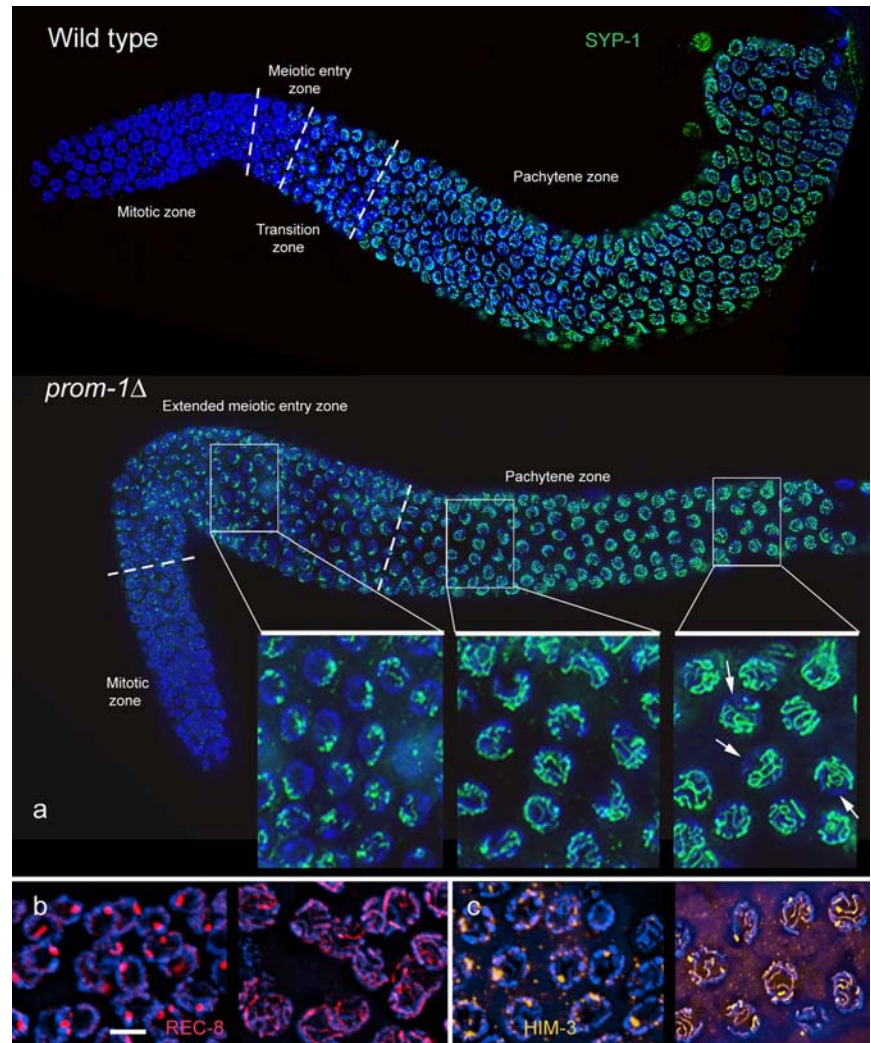 Wild type
SYP-1
Meiotic entry
zone
Pachytene zone
Mitotic zone
Transition
zone
prom-1Δ
Extended meiotic entry zone
Pachytene zone
Mitotic
zone
a
b
REC-8
c
HIM-3